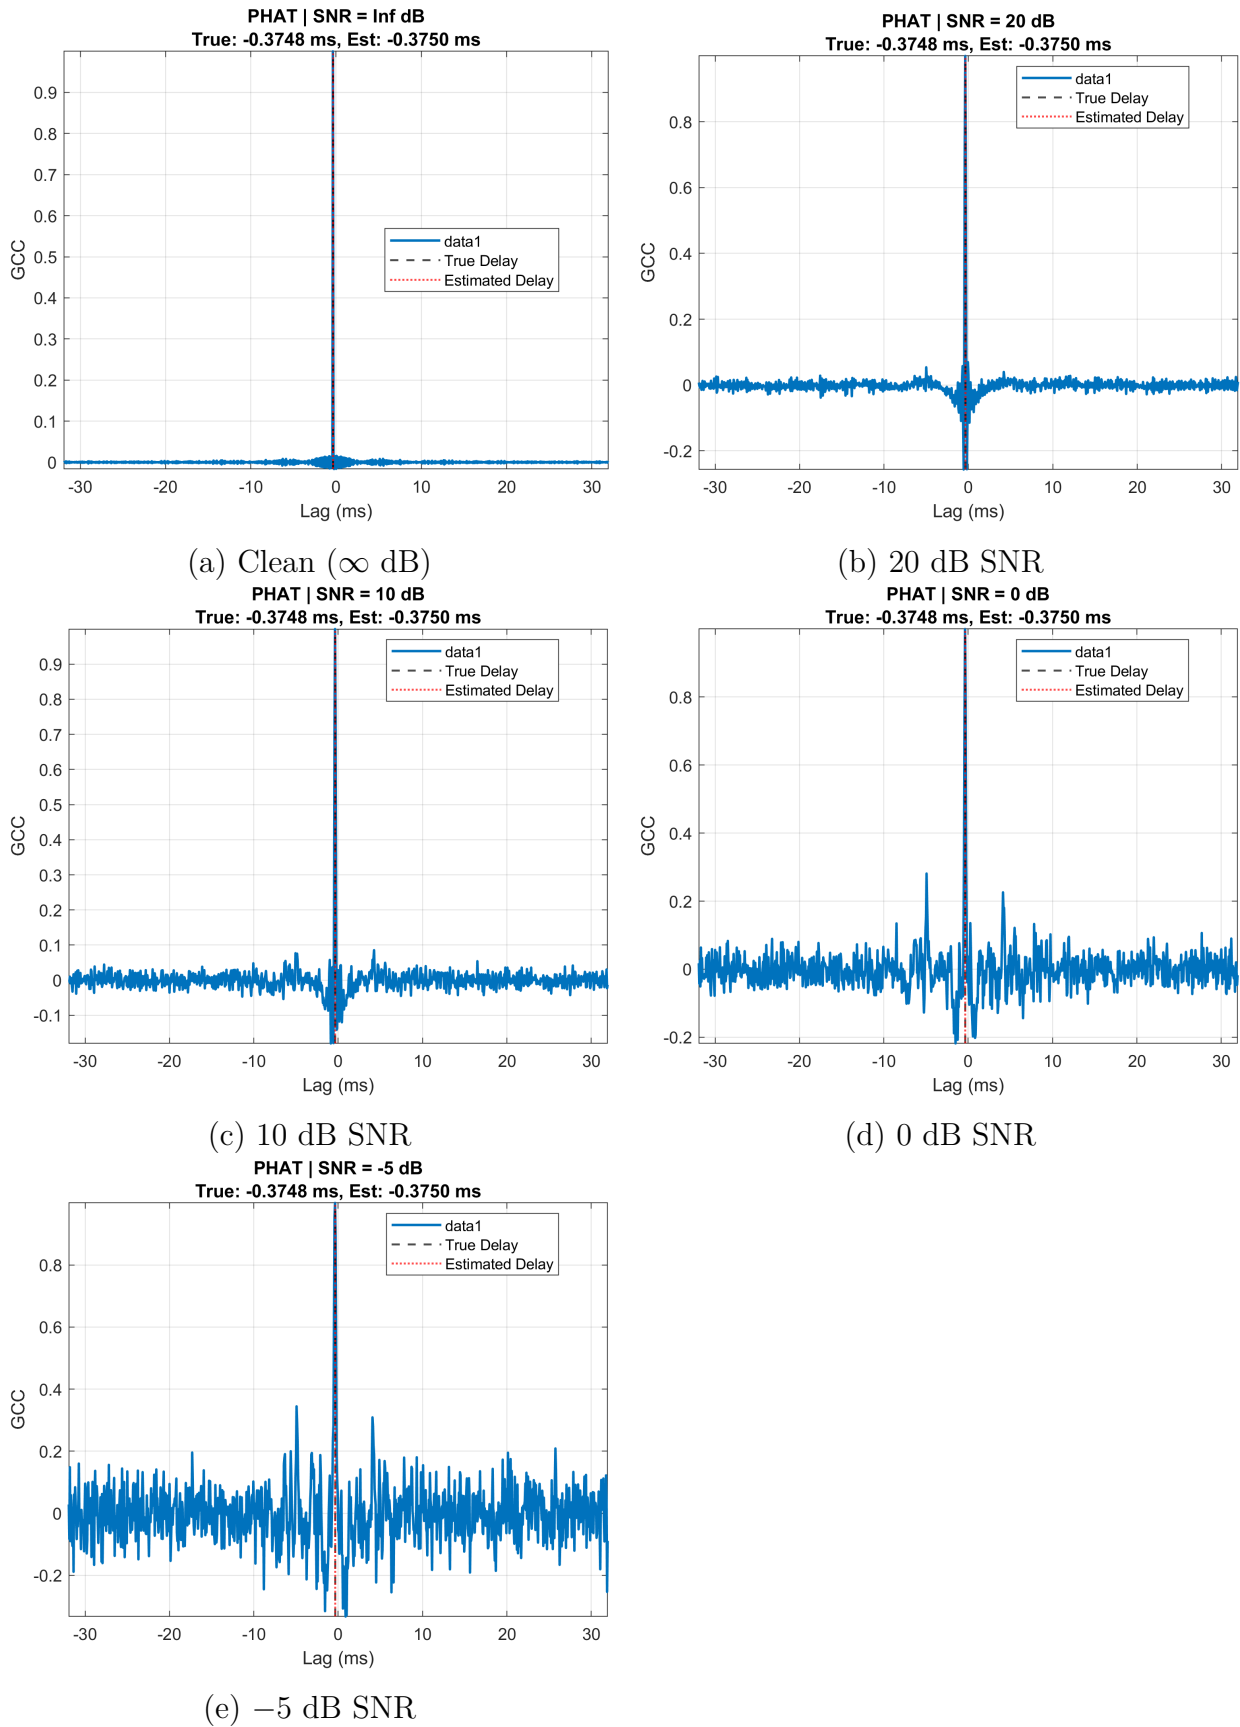 PHAT | SNR = Inf dB
True: -0.3748 ms, Est: -0.3750 ms
0.9
0.8
0.7
0.6
0.5
0.4
0.3
0.2
0.1
0
GCC
data1
True Delay
Estimated Delay
-30 -20 -10 0 10 20 30
Lag (ms)
(a) Clean (∞ dB)
PHAT | SNR = 20 dB
True: -0.3748 ms, Est: -0.3750 ms
0.8
0.6
0.4
0.2
0
-0.2
GCC
data1
True Delay
Estimated Delay
-30 -20 -10 0 10 20 30
Lag (ms)
(b) 20 dB SNR
PHAT | SNR = 10 dB
True: -0.3748 ms, Est: -0.3750 ms
0.9
0.8
0.7
0.6
0.5
0.4
0.3
0.2
0.1
0
-0.1
GCC
data1
True Delay
Estimated Delay
-30 -20 -10 0 10 20 30
Lag (ms)
(c) 10 dB SNR
PHAT | SNR = 0 dB
True: -0.3748 ms, Est: -0.3750 ms
0.8
0.6
0.4
0.2
0
-0.2
GCC
data1
True Delay
Estimated Delay
-30 -20 -10 0 10 20 30
Lag (ms)
(d) 0 dB SNR
PHAT | SNR = -5 dB
True: -0.3748 ms, Est: -0.3750 ms
0.8
0.6
0.4
0.2
0
-0.2
GCC
data1
True Delay
Estimated Delay
-30 -20 -10 0 10 20 30
Lag (ms)
(e) −5 dB SNR